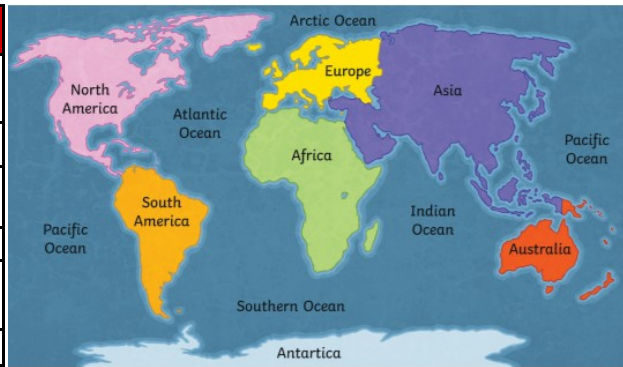 Arctic Ocean
Europe
North
America
Asia
Atlantic
Ocean
Pacific
Ocean
Africa
South
America
Indian
Ocean
Pacific
Ocean
Australia
Southern Ocean
Antartica